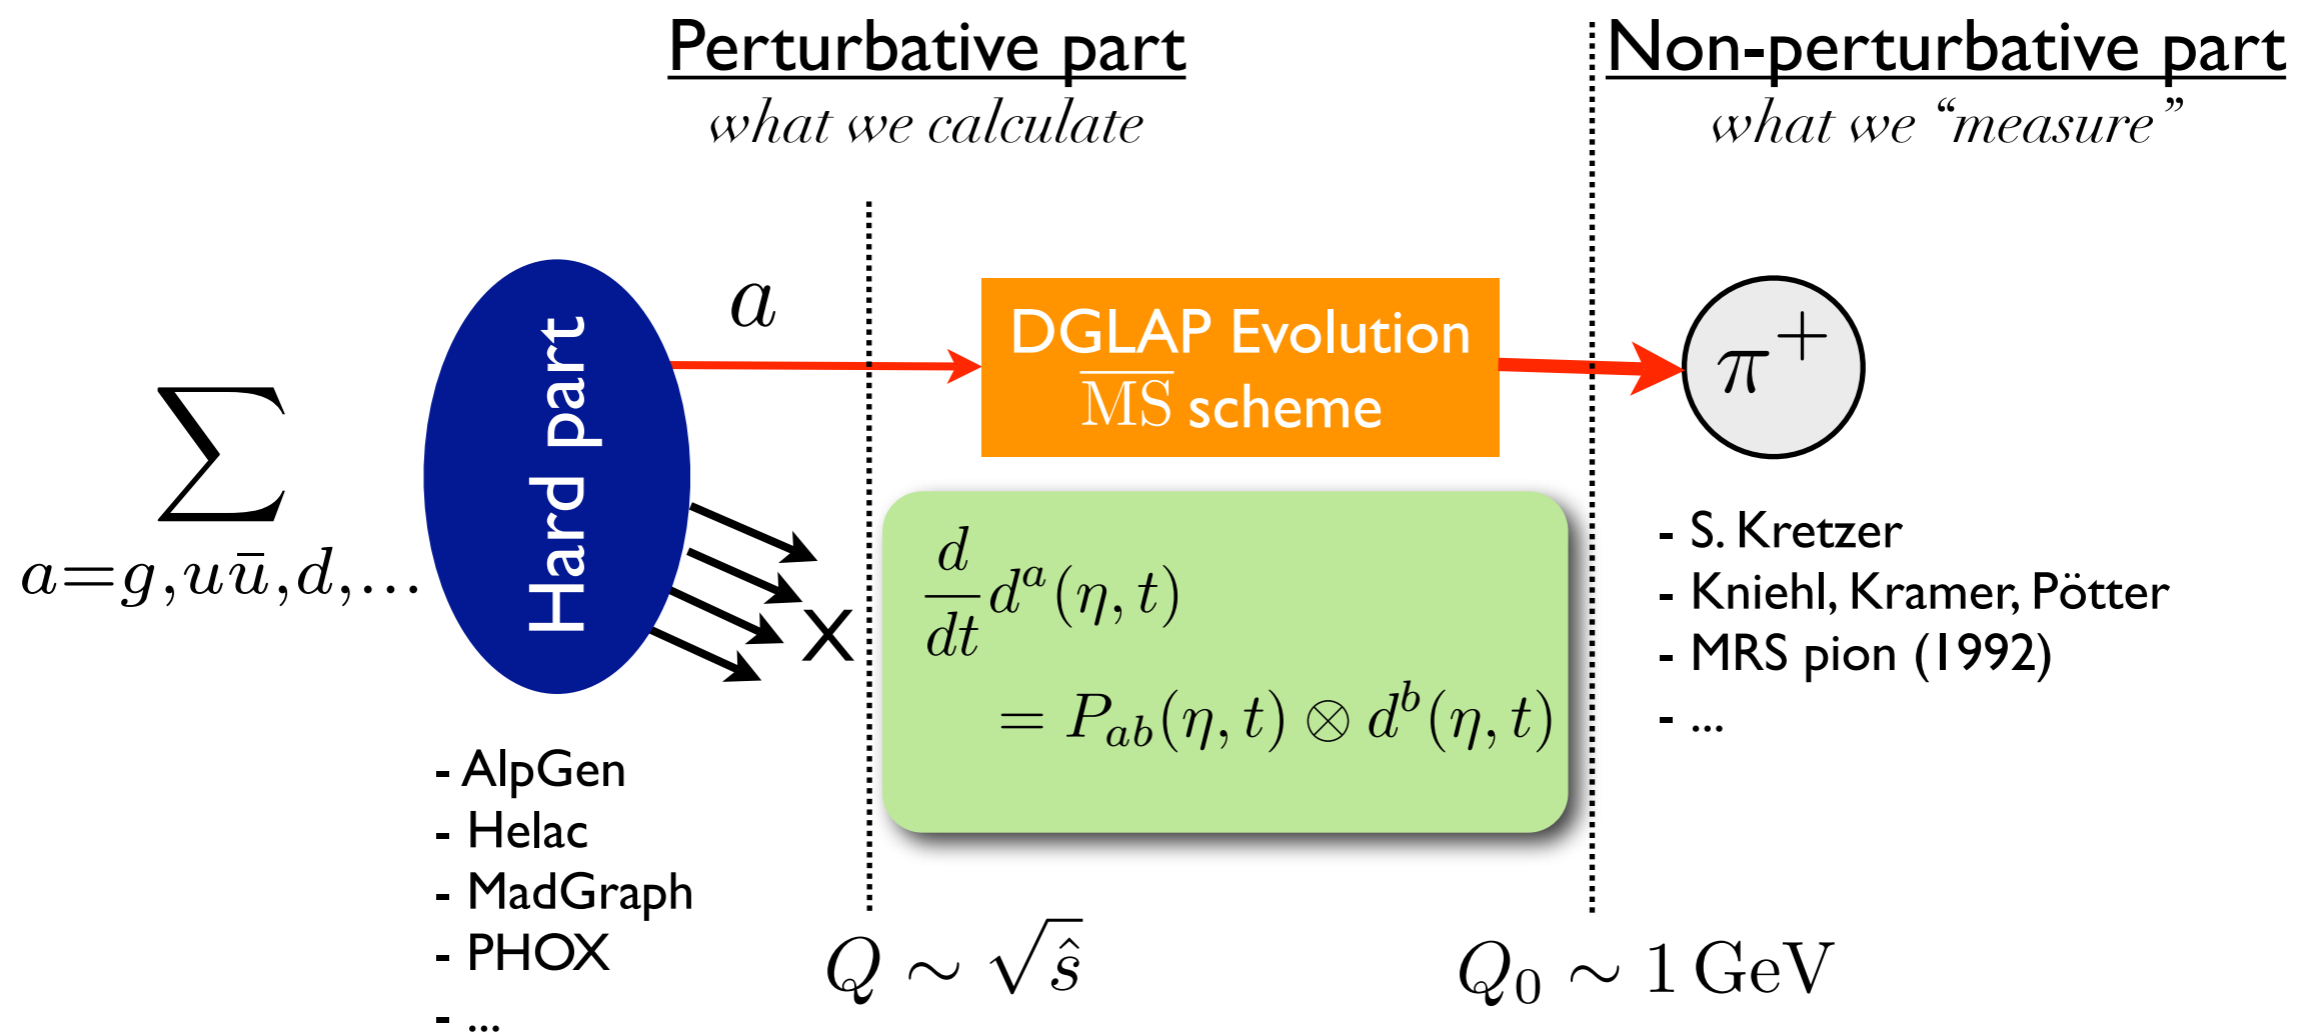 Perturbative part
what we calculate
Non-perturbative part
what we “measure”
∑
a=g,uū,d,...
Hard part
a
X
DGLAP Evolution
M̅S̅ scheme
d/dt d^a(η, t)
= P_ab(η, t) ⊗ d^b(η, t)
π^+
- S. Kretzer
- Kniehl, Kramer, Pötter
- MRS pion (1992)
- ...
- AlpGen
- Helac
- MadGraph
- PHOX
- ...
Q ∼ √ŝ
Q_0 ∼ 1 GeV